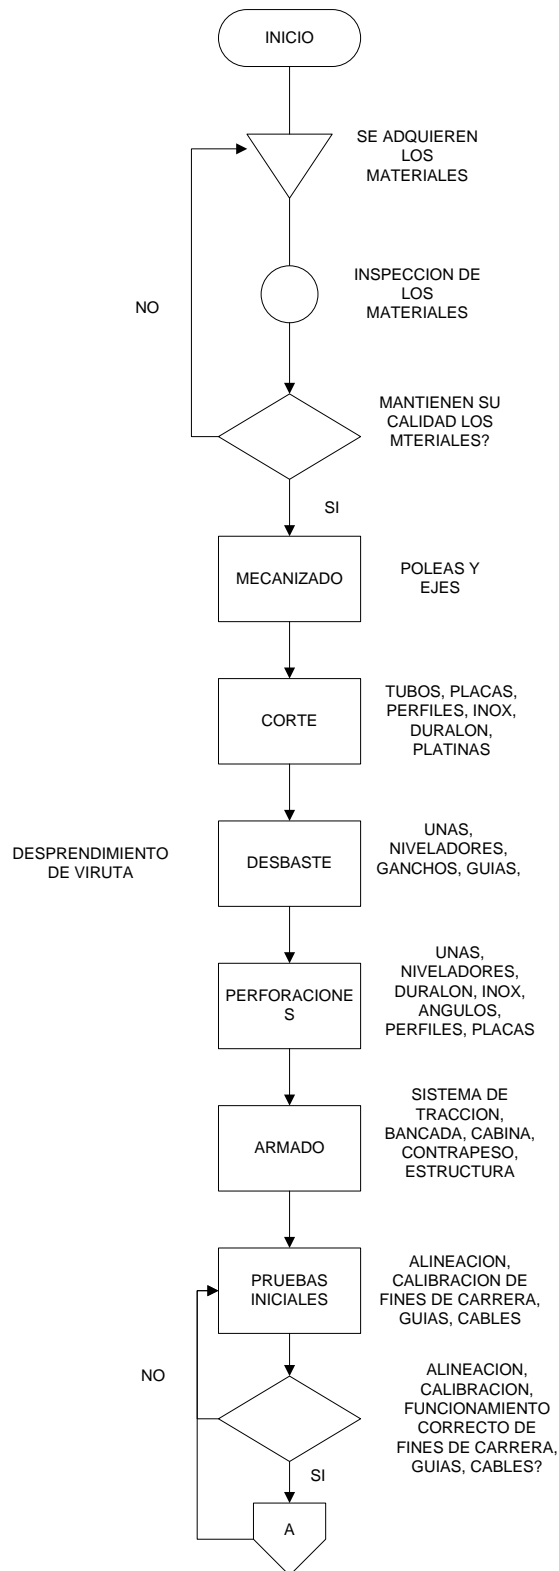 INICIO
SE ADQUIEREN
LOS
MATERIALES
INSPECCION DE
LOS
MATERIALES
NO
MANTIENEN SU
CALIDAD LOS
MTERIALES?
SI
MECANIZADO
POLEAS Y
EJES
CORTE
TUBOS, PLACAS,
PERFILES, INOX,
DURALON,
PLATINAS
DESPRENDIMIENTO
DE VIRUTA
DESBASTE
UNAS,
NIVELADORES,
GANCHOS, GUIAS,
PERFORACIONE
S
UNAS,
NIVELADORES,
DURALON, INOX,
ANGULOS,
PERFILES, PLACAS
ARMADO
SISTEMA DE
TRACCION,
BANCADA, CABINA,
CONTRAPESO,
ESTRUCTURA
PRUEBAS
INICIALES
ALINEACION,
CALIBRACION DE
FINES DE CARRERA,
GUIAS, CABLES
NO
ALINEACION,
CALIBRACION,
FUNCIONAMIENTO
CORRECTO DE
FINES DE CARRERA,
GUIAS, CABLES?
SI
A